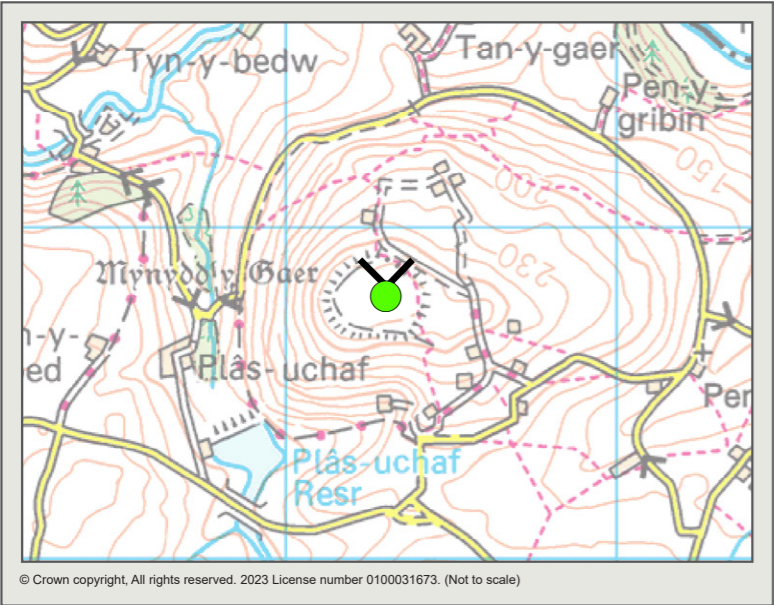 Tyn-y-bedw
Tan-y-gaer
Pen-y-
gribin
150
200
230
Mynydd y Gaer
n-y-
ed
Plâs-uchaf
Per
Plâs-uchaf
Resr
© Crown copyright, All rights reserved. 2023 License number 0100031673. (Not to scale)